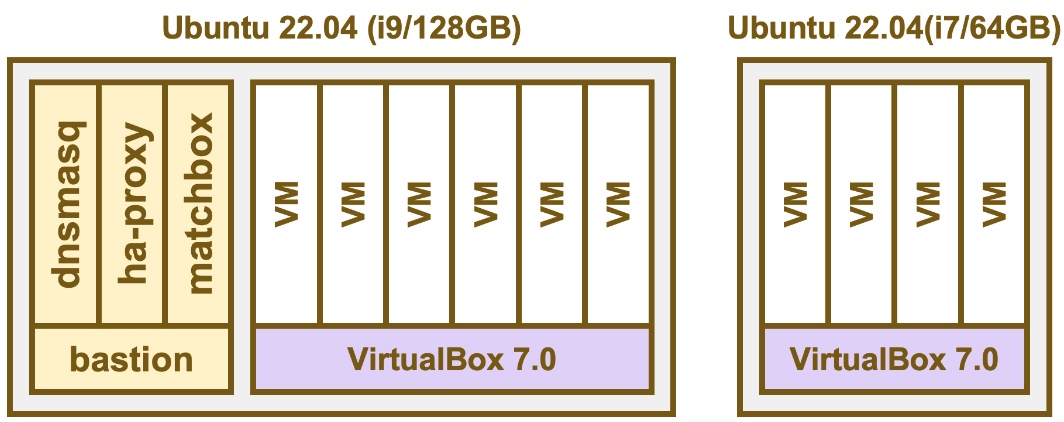 Ubuntu 22.04 (i9/128GB)
dnsmasq
ha-proxy
matchbox
bastion
VM
VM
VM
VM
VM
VM
VirtualBox 7.0
Ubuntu 22.04(i7/64GB)
VM
VM
VM
VM
VirtualBox 7.0